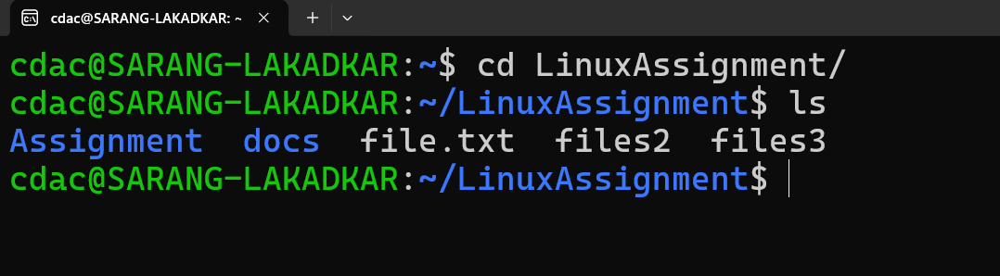 cdac@SARANG-LAKADKAR: ~
cdac@SARANG-LAKADKAR:~$ cd LinuxAssignment/
cdac@SARANG-LAKADKAR:~/LinuxAssignment$ ls
Assignment  docs  file.txt  files2  files3
cdac@SARANG-LAKADKAR:~/LinuxAssignment$